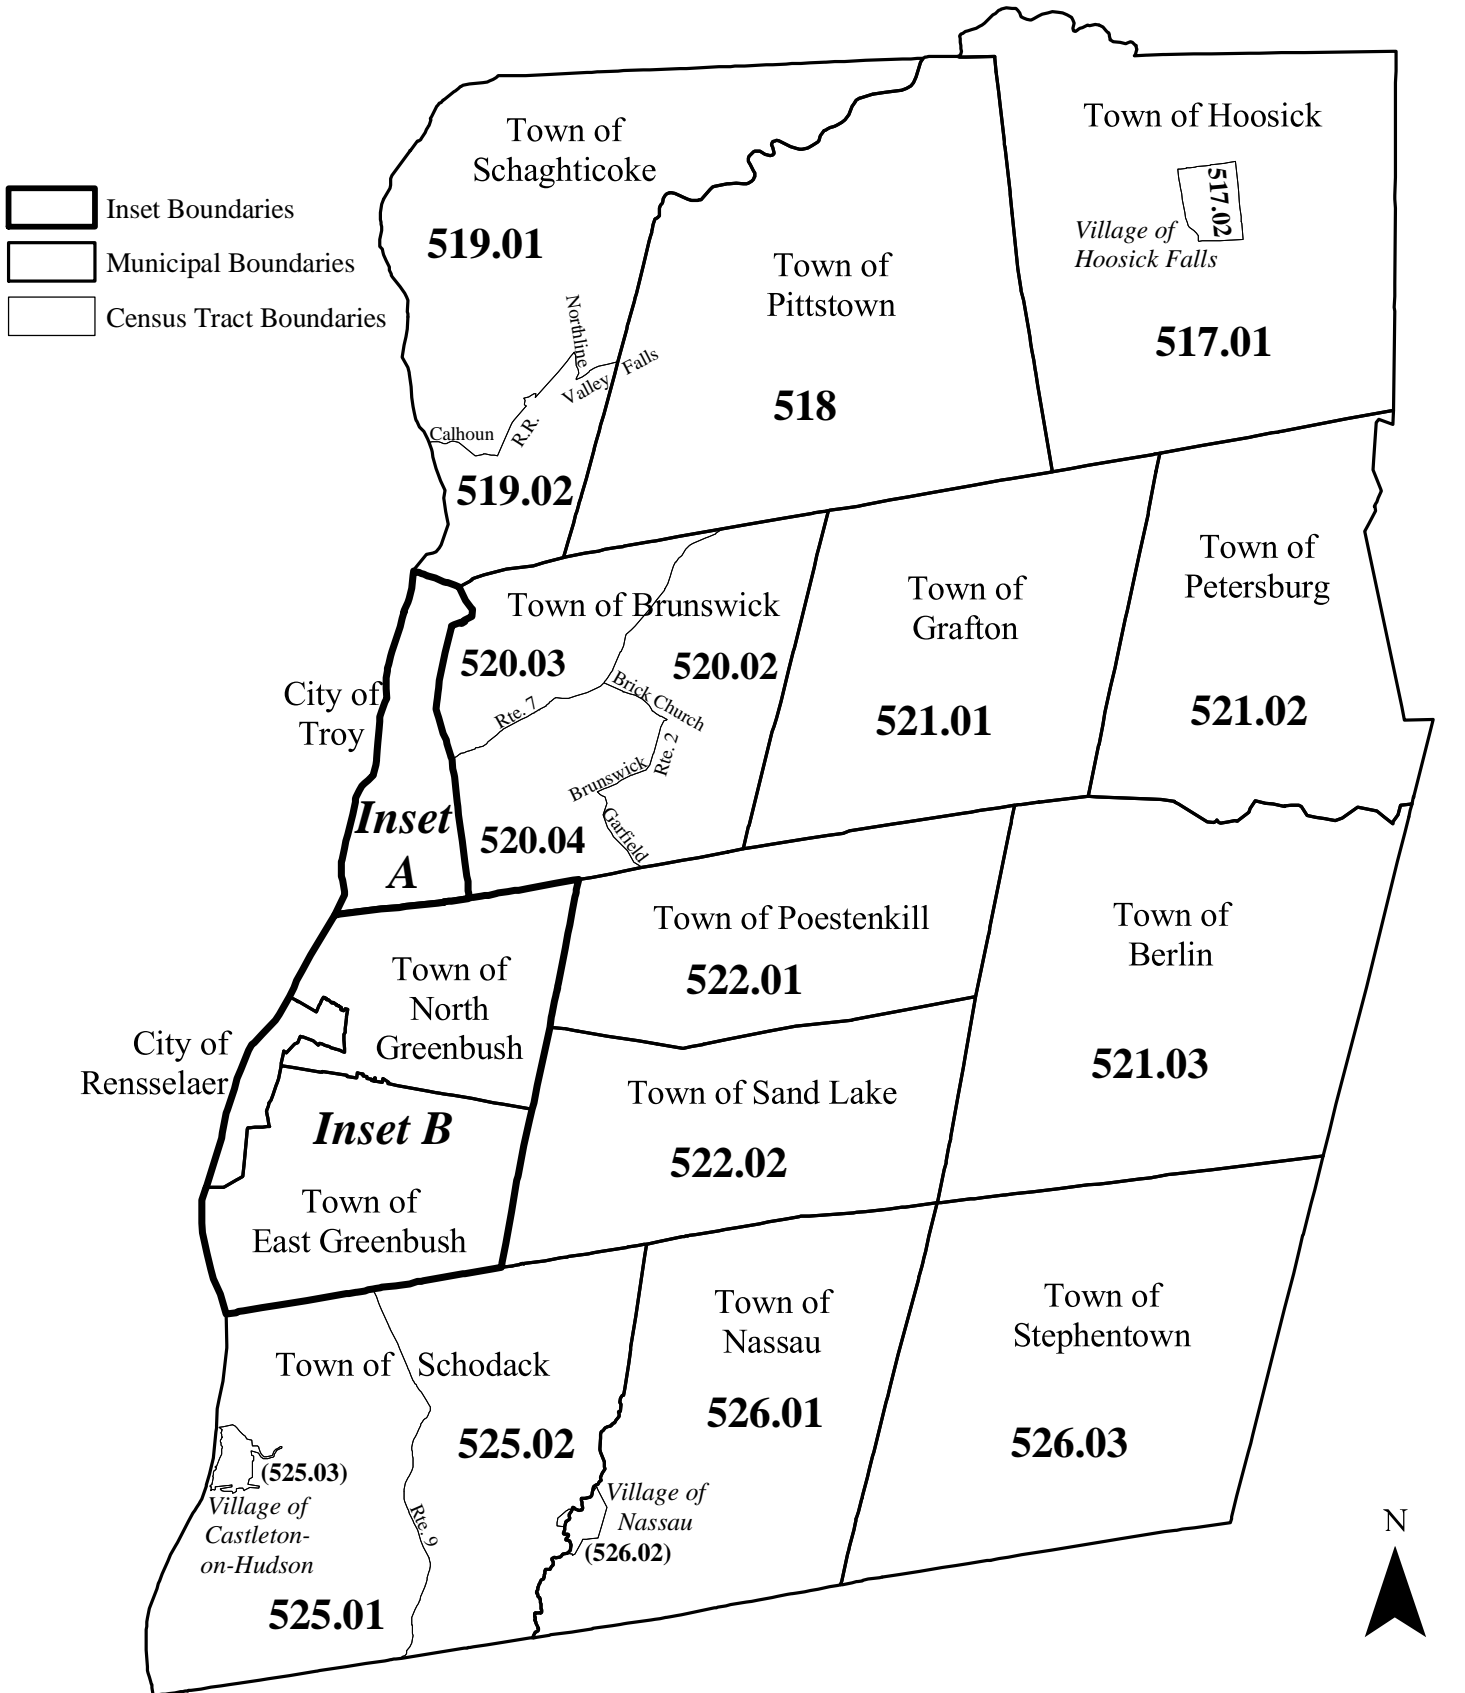 Town of Hoosick
517.02
Village of
Hoosick Falls
517.01
Town of
Schaghticoke
519.01
Inset Boundaries
Municipal Boundaries
Census Tract Boundaries
Town of
Pittstown
518
Northline
Valley Falls
R.R.
Calhoun
519.02
Town of
Petersburg
521.02
Town of
Grafton
521.01
Town of Brunswick
520.03
520.02
Brick Church
Rte. 7
Rte. 2
Brunswick
Garfield
520.04
City of
Troy
Inset
A
Town of Poestenkill
522.01
Town of
Berlin
521.03
Town of
North
Greenbush
City of
Rensselaer
Town of Sand Lake
522.02
Inset B
Town of
East Greenbush
Town of
Nassau
526.01
Town of
Stephentown
526.03
Town of Schodack
525.02
(525.03)
Village of
Castleton-
on-Hudson
Rte. 9
Village of
Nassau
(526.02)
525.01
N